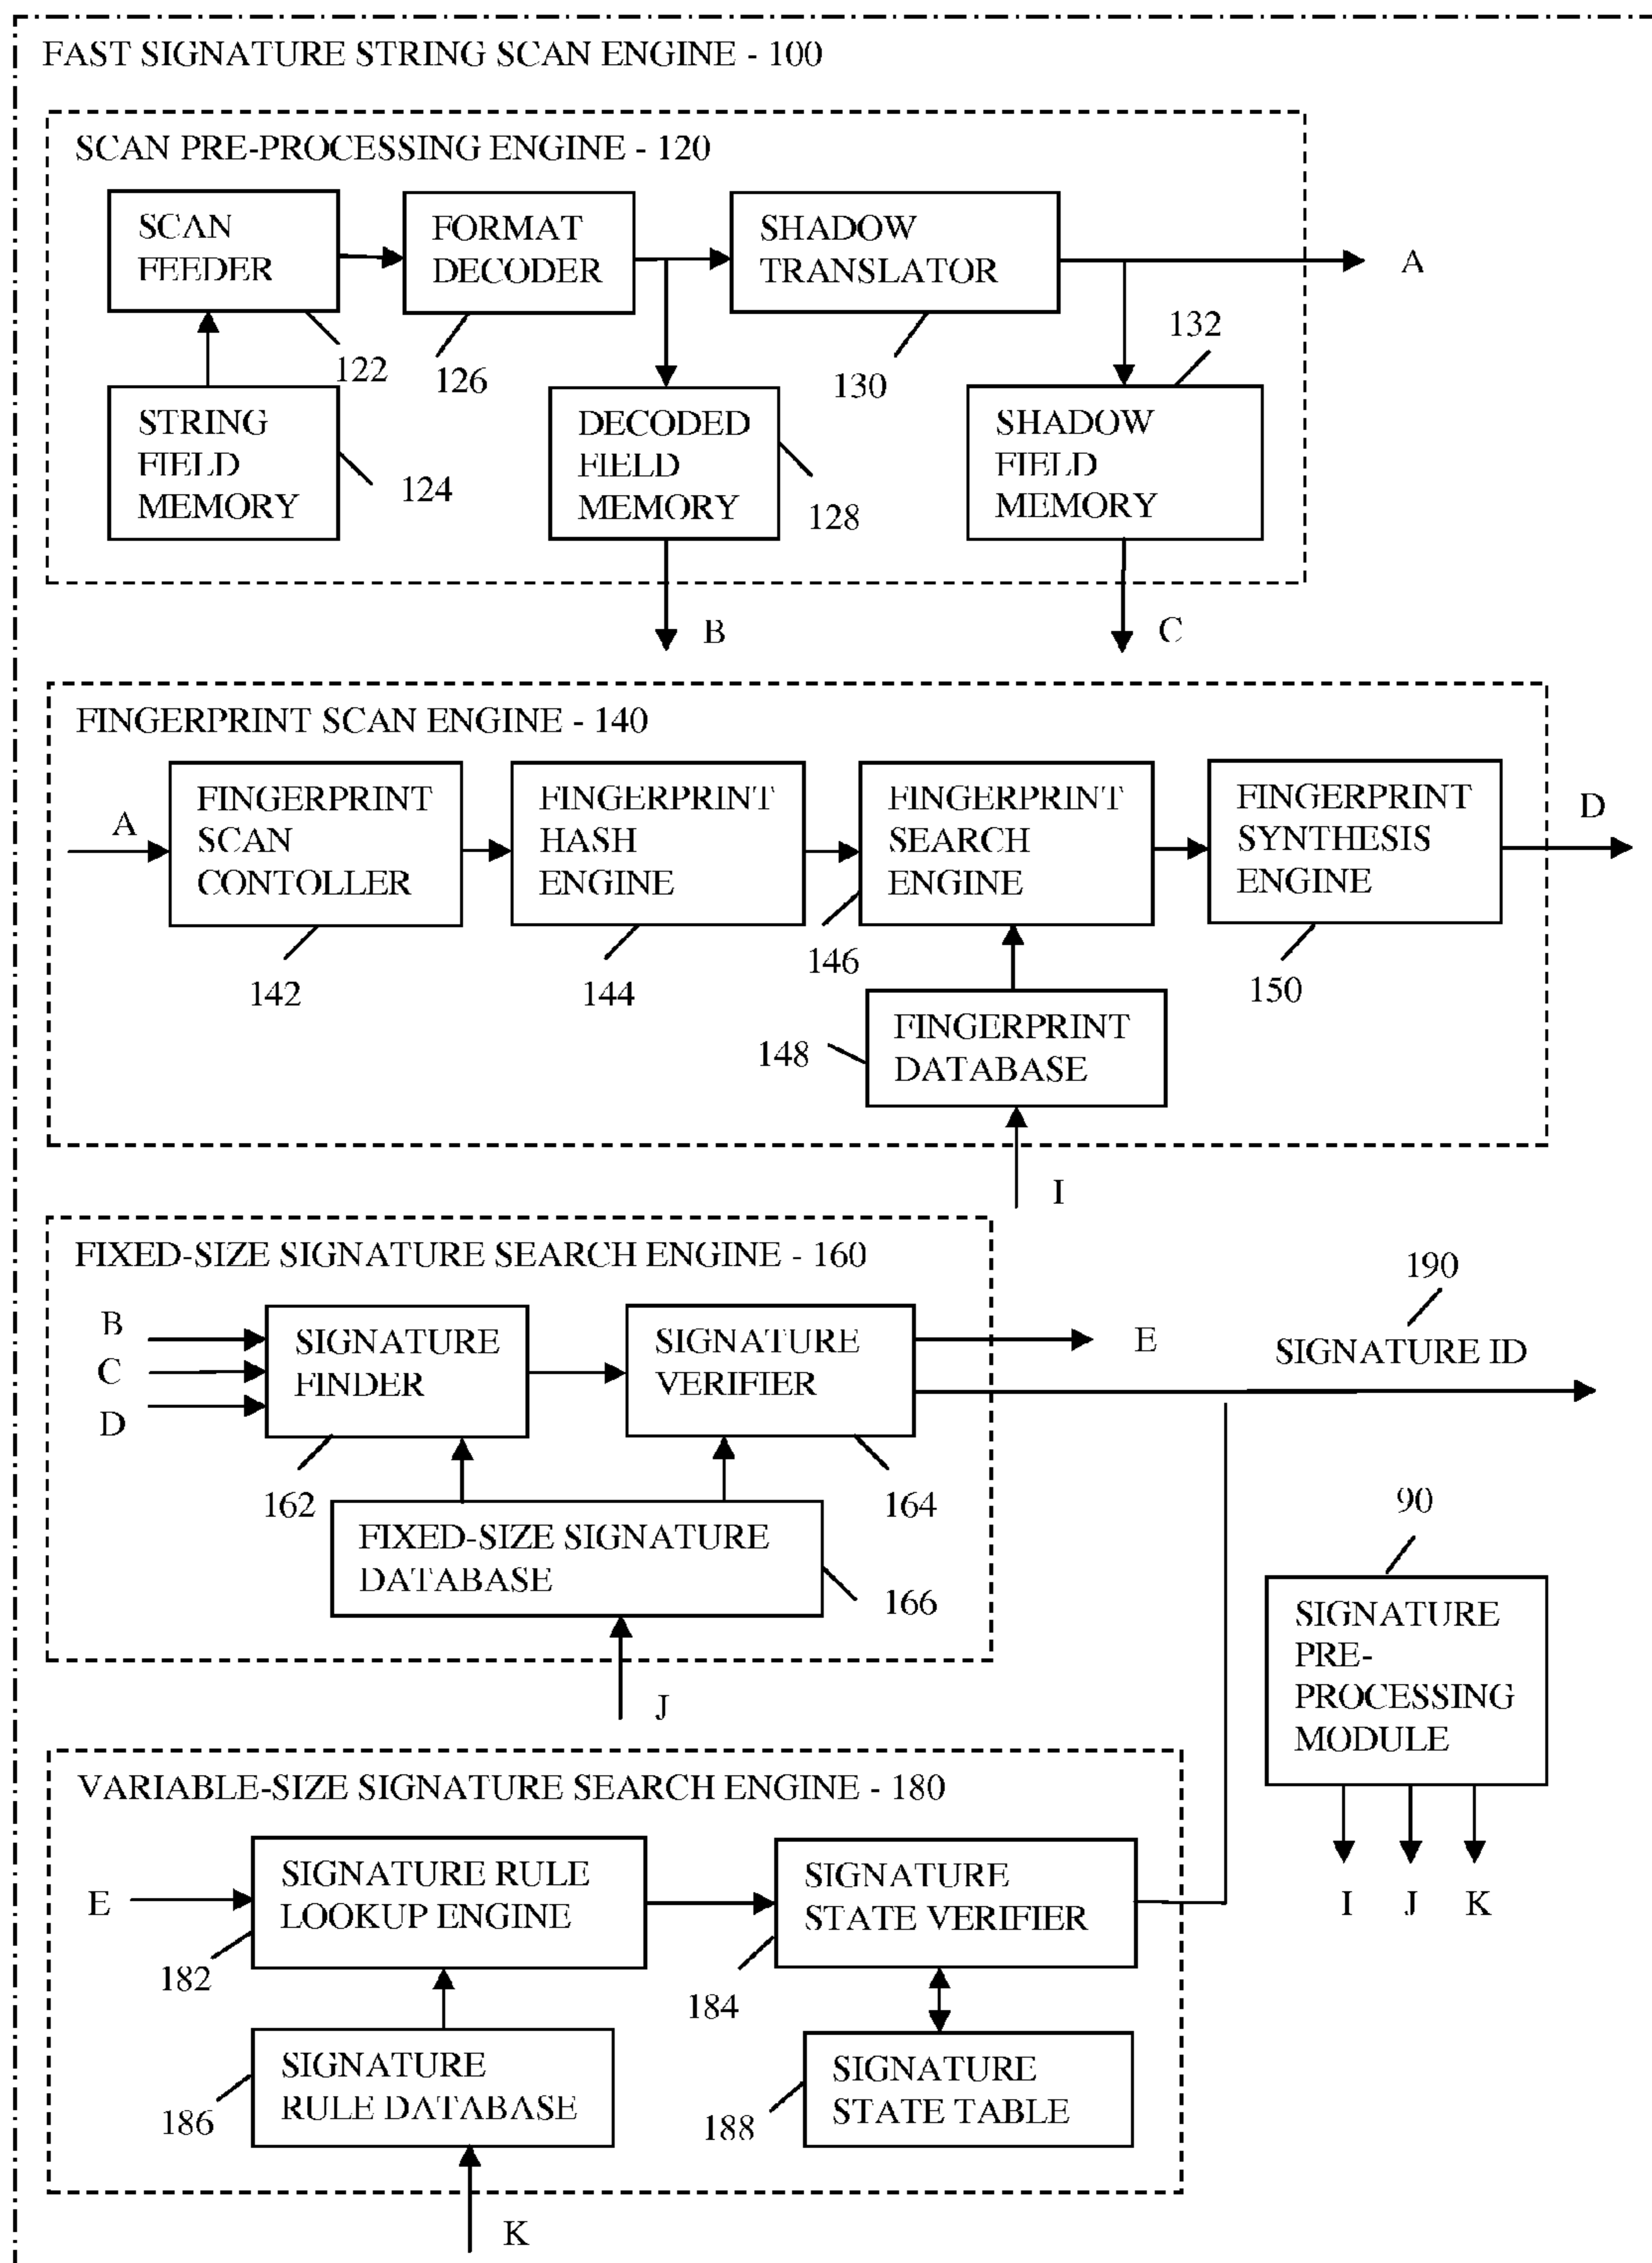 FAST SIGNATURE STRING SCAN ENGINE - 100
SCAN PRE-PROCESSING ENGINE - 120
SCAN
FEEDER
FORMAT
DECODER
SHADOW
TRANSLATOR
A
122
126
130
132
STRING
FIELD
MEMORY
124
DECODED
FIELD
MEMORY
128
SHADOW
FIELD
MEMORY
B
C
FINGERPRINT SCAN ENGINE - 140
A
FINGERPRINT
SCAN
CONTOLLER
FINGERPRINT
HASH
ENGINE
FINGERPRINT
SEARCH
ENGINE
FINGERPRINT
SYNTHESIS
ENGINE
D
142
144
146
150
148
FINGERPRINT
DATABASE
I
FIXED-SIZE SIGNATURE SEARCH ENGINE - 160
B
C
D
SIGNATURE
FINDER
SIGNATURE
VERIFIER
E
190
SIGNATURE ID
162
164
FIXED-SIZE SIGNATURE
DATABASE
166
J
90
SIGNATURE
PRE-
PROCESSING
MODULE
I
J
K
VARIABLE-SIZE SIGNATURE SEARCH ENGINE - 180
E
SIGNATURE RULE
LOOKUP ENGINE
SIGNATURE
STATE VERIFIER
182
184
SIGNATURE
RULE DATABASE
186
SIGNATURE
STATE TABLE
188
K